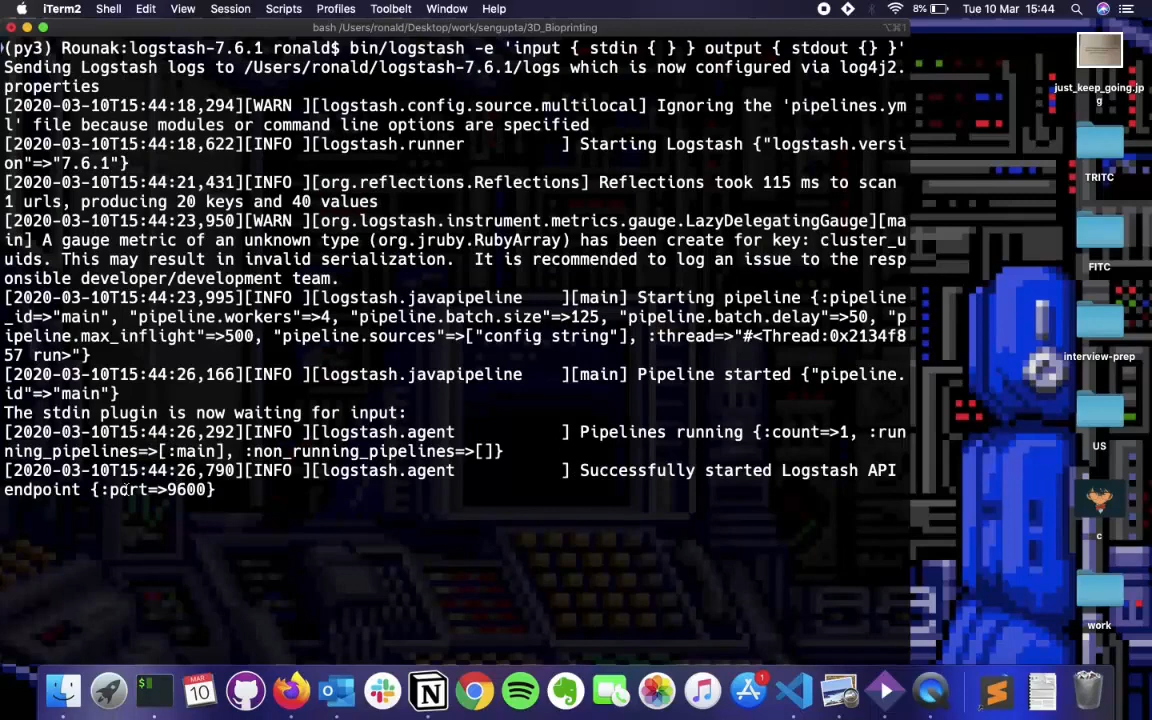 iTerm2 Shell Edit View Session Scripts Profiles Toolbelt Window Help 8% Tue 10 Mar 15:44
bash /Users/ronald/Desktop/work/sengupta/3D_Bioprinting
(py3) Rounak:logstash-7.6.1 ronald$ bin/logstash -e 'input { stdin { } } output { stdout {} }'
Sending Logstash logs to /Users/ronald/logstash-7.6.1/logs which is now configured via log4j2.
properties
[2020-03-10T15:44:18,294][WARN ][logstash.config.source.multilocal] Ignoring the 'pipelines.ym
l' file because modules or command line options are specified
[2020-03-10T15:44:18,622][INFO ][logstash.runner          ] Starting Logstash {"logstash.versi
on"=>"7.6.1"}
[2020-03-10T15:44:21,431][INFO ][org.reflections.Reflections] Reflections took 115 ms to scan
1 urls, producing 20 keys and 40 values
[2020-03-10T15:44:23,950][WARN ][org.logstash.instrument.metrics.gauge.LazyDelegatingGauge][ma
in] A gauge metric of an unknown type (org.jruby.RubyArray) has been create for key: cluster_u
uids. This may result in invalid serialization.  It is recommended to log an issue to the resp
onsible developer/development team.
[2020-03-10T15:44:23,995][INFO ][logstash.javapipeline    ][main] Starting pipeline {:pipeline
_id=>"main", "pipeline.workers"=>4, "pipeline.batch.size"=>125, "pipeline.batch.delay"=>50, "p
ipeline.max_inflight"=>500, "pipeline.sources"=>["config string"], :thread=>"#<Thread:0x2134f8
57 run>"}
[2020-03-10T15:44:26,166][INFO ][logstash.javapipeline    ][main] Pipeline started {"pipeline.
id"=>"main"}
The stdin plugin is now waiting for input:
[2020-03-10T15:44:26,292][INFO ][logstash.agent           ] Pipelines running {:count=>1, :run
ning_pipelines=>[:main], :non_running_pipelines=>[]}
[2020-03-10T15:44:26,790][INFO ][logstash.agent           ] Successfully started Logstash API
endpoint {:port=>9600}
just_keep_going.jp
g
TRITC
FITC
interview-prep
US
c
work
MAR
10
1